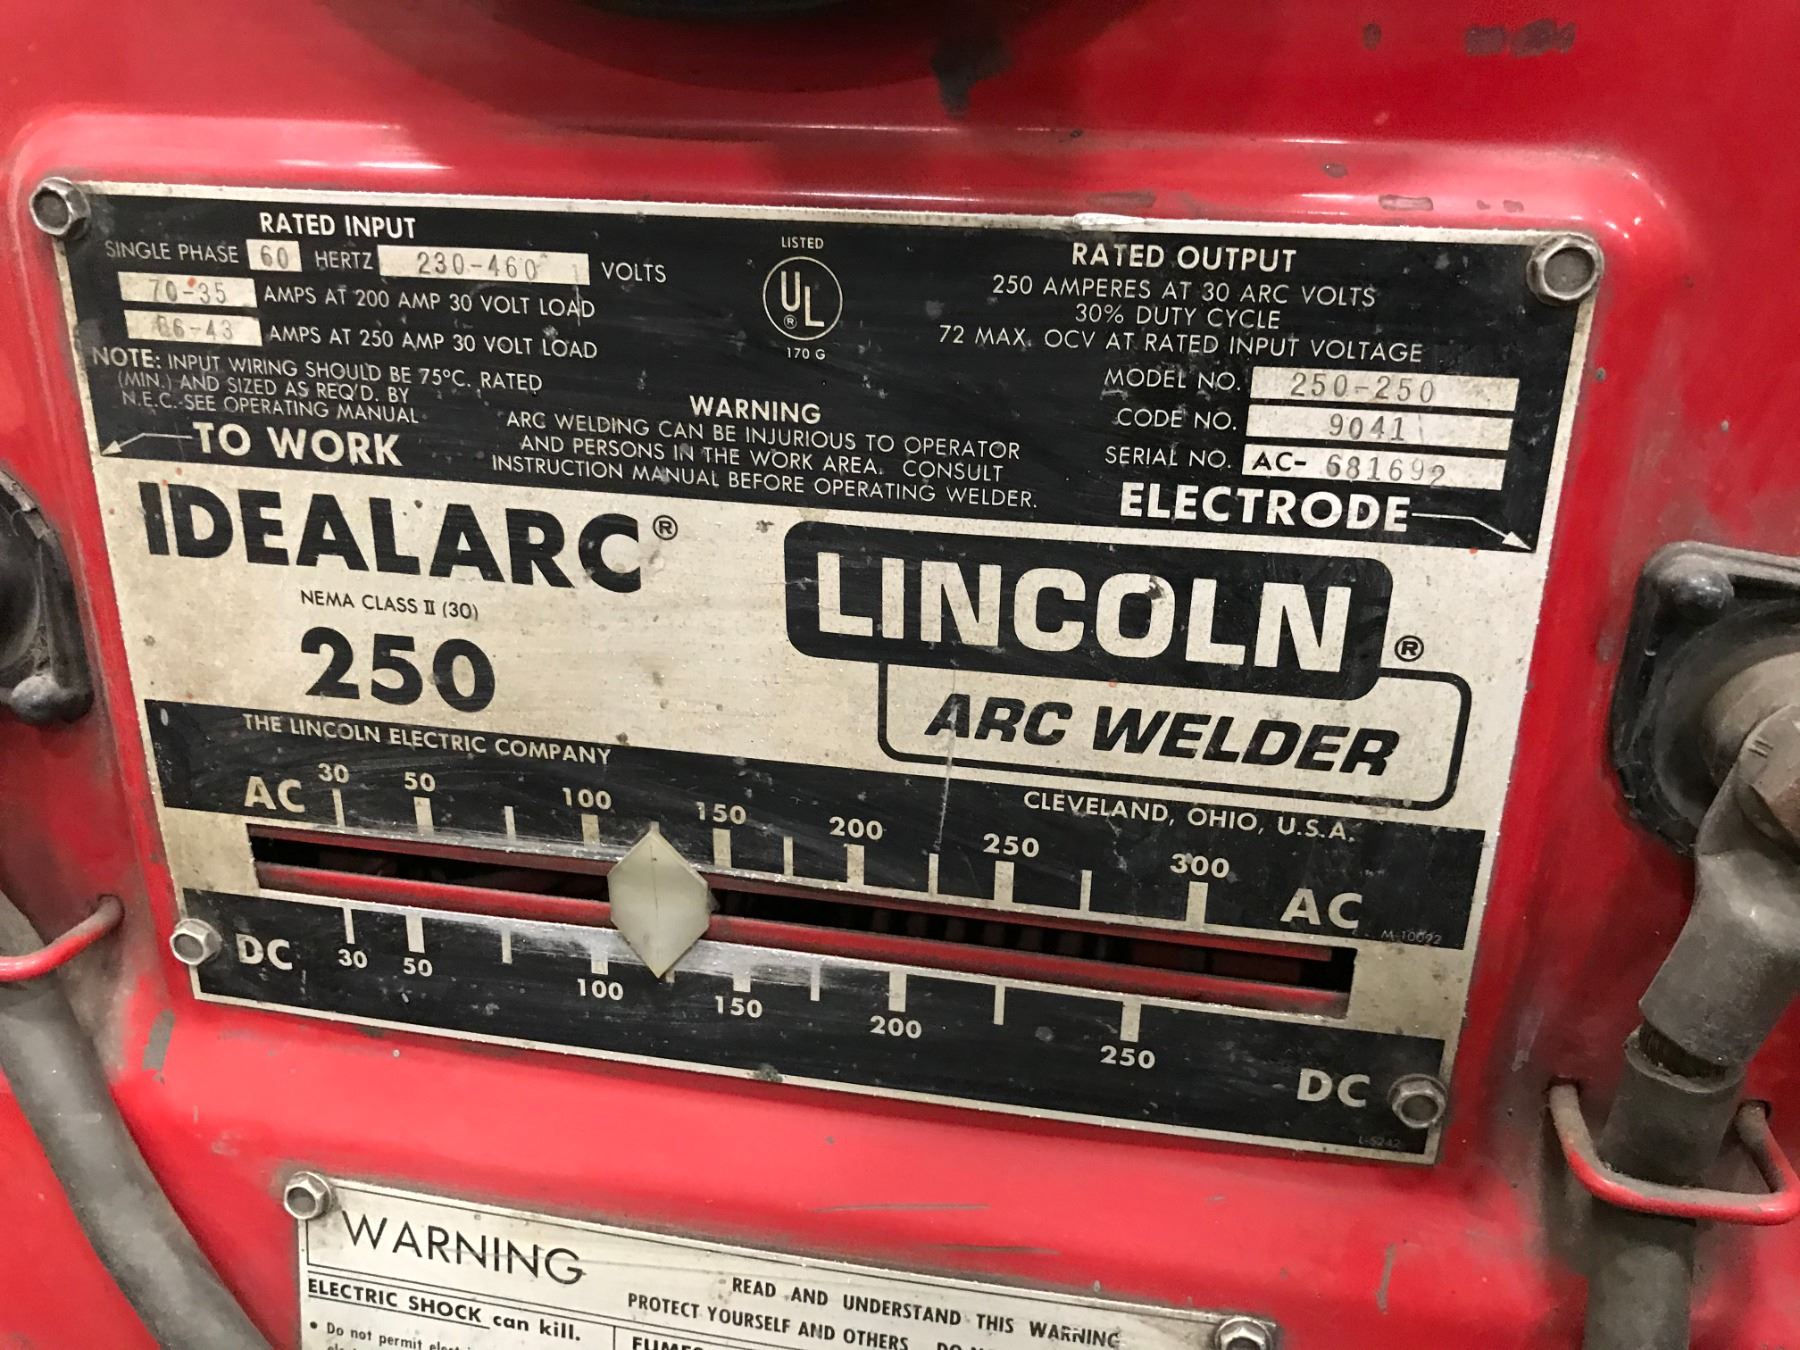 RATED INPUT
SINGLE PHASE 60 HERTZ 230-460 VOLTS
70-35 AMPS AT 200 AMP 30 VOLT LOAD
86-43 AMPS AT 250 AMP 30 VOLT LOAD
NOTE: INPUT WIRING SHOULD BE 75°C. RATED
(MIN.) AND SIZED AS REQ'D. BY
N.E.C. SEE OPERATING MANUAL
TO WORK
LISTED
UL
®
170 G
WARNING
ARC WELDING CAN BE INJURIOUS TO OPERATOR
AND PERSONS IN THE WORK AREA. CONSULT
INSTRUCTION MANUAL BEFORE OPERATING WELDER.
RATED OUTPUT
250 AMPERES AT 30 ARC VOLTS
30% DUTY CYCLE
72 MAX. OCV AT RATED INPUT VOLTAGE
MODEL NO. 250-250
CODE NO. 9041
SERIAL NO. AC- 681692
ELECTRODE
IDEALARC®
NEMA CLASS II (30)
250
THE LINCOLN ELECTRIC COMPANY
LINCOLN®
ARC WELDER
CLEVELAND, OHIO, U.S.A.
AC 30 50 100 150 200 250 300 AC
M-10092
DC 30 50 100 150 200 250 DC
L-5242
WARNING
READ AND UNDERSTAND THIS WARNING
PROTECT YOURSELF AND OTHERS
ELECTRIC SHOCK can kill.
• Do not permit